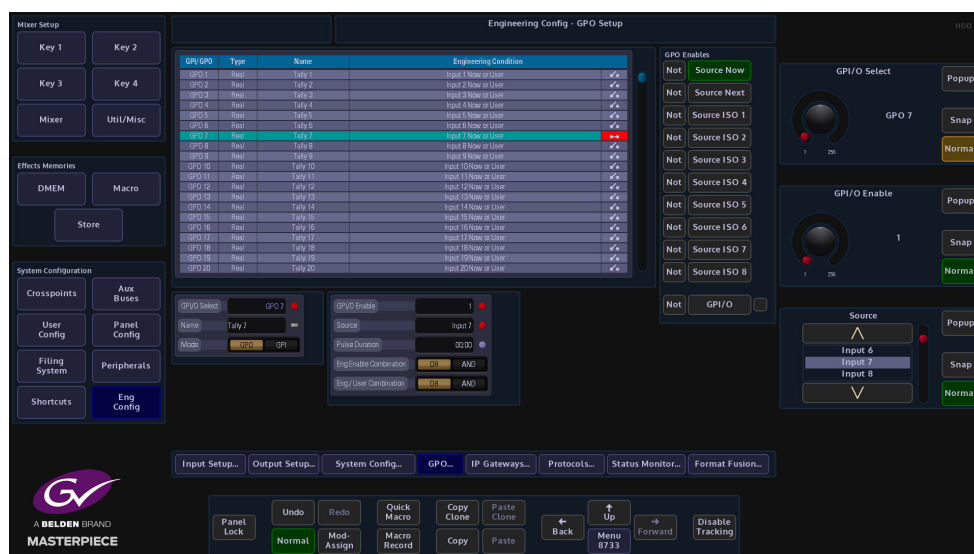 Mixer Setup
Key 1
Key 2
Key 3
Key 4
Mixer
Util/Misc
Effects Memories
DMEM
Macro
Store
System Configuration
Crosspoints
Aux
Buses
User
Config
Panel
Config
Filing
System
Peripherals
Shortcuts
Eng
Config
A BELDEN BRAND
MASTERPIECE
Engineering Config - GPO Setup
HDD
GPI/GPO Type Name Engineering Condition
GPO 1 Real Tally 1 Input 1 Now or User
GPO 2 Real Tally 2 Input 2 Now or User
GPO 3 Real Tally 3 Input 3 Now or User
GPO 4 Real Tally 4 Input 4 Now or User
GPO 5 Real Tally 5 Input 5 Now or User
GPO 6 Real Tally 6 Input 6 Now or User
GPO 7 Real Tally 7 Input 7 Now or User
GPO 8 Real Tally 8 Input 8 Now or User
GPO 9 Real Tally 9 Input 9 Now or User
GPO 10 Real Tally 10 Input 10 Now or User
GPO 11 Real Tally 11 Input 11 Now or User
GPO 12 Real Tally 12 Input 12 Now or User
GPO 13 Real Tally 13 Input 13 Now or User
GPO 14 Real Tally 14 Input 14 Now or User
GPO 15 Real Tally 15 Input 15 Now or User
GPO 16 Real Tally 16 Input 16 Now or User
GPO 17 Real Tally 17 Input 17 Now or User
GPO 18 Real Tally 18 Input 18 Now or User
GPO 19 Real Tally 19 Input 19 Now or User
GPO 20 Real Tally 20 Input 20 Now or User
GPI/O Select GPO 7
Name Tally 7
Mode GPO GPI
GPI/O Enable 1
Source Input 7
Pulse Duration 00:00
Eng Enable Combination OR AND
Eng / User Combination OR AND
GPO Enables
Not Source Now
Not Source Next
Not Source ISO 1
Not Source ISO 2
Not Source ISO 3
Not Source ISO 4
Not Source ISO 5
Not Source ISO 6
Not Source ISO 7
Not Source ISO 8
Not GPI/O
GPI/O Select
GPO 7
1 256
Popup
Snap
Norma
GPI/O Enable
1
1 256
Popup
Snap
Norma
Source
Input 6
Input 7
Input 8
Popup
Snap
Norma
Input Setup... Output Setup... System Config... GPO... IP Gateways... Protocols... Status Monitor... Format Fusion...
Panel
Lock
Undo
Redo
Quick
Macro
Copy
Clone
Paste
Clone
Normal
Mod-
Assign
Macro
Record
Copy
Paste
Back
Up
Menu
8733
Forward
Disable
Tracking